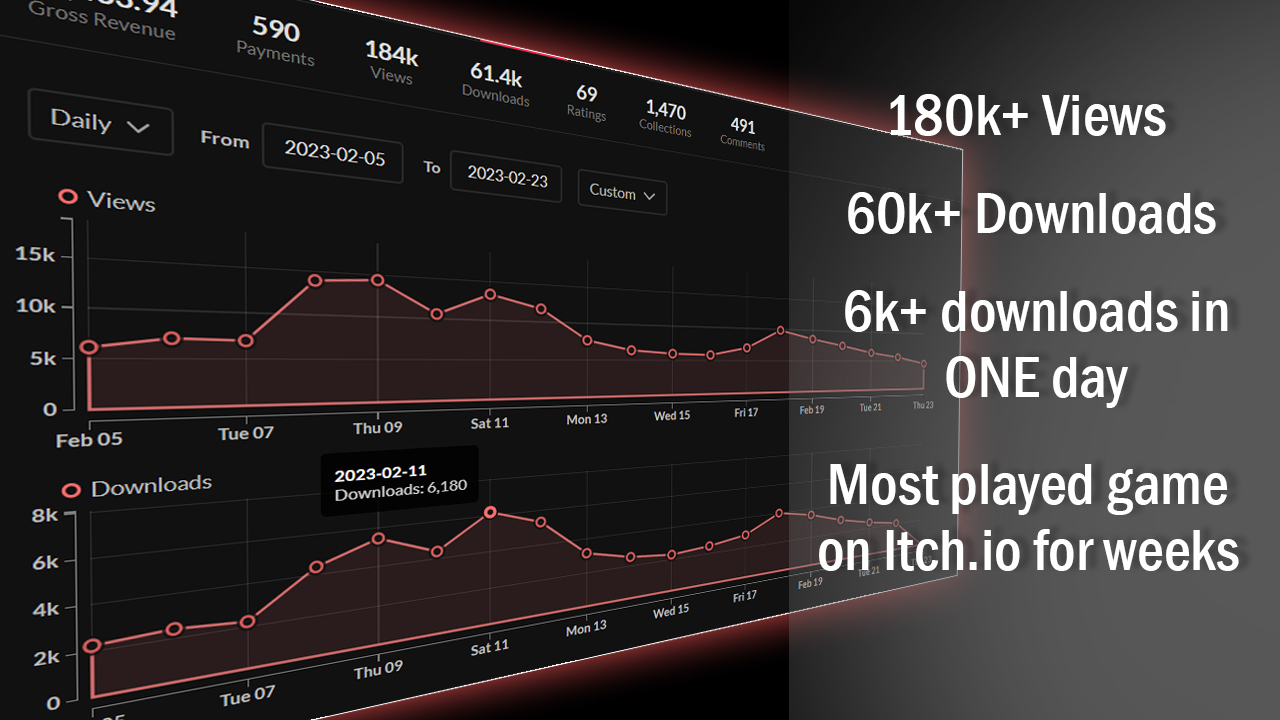 Gross Revenue
590
Payments
184k
Views
61.4k
Downloads
69
Ratings
1,470
Collections
491
Comments
Daily
From
2023-02-05
To
2023-02-23
Custom
Views
15k
10k
5k
0
Feb 05
Tue 07
Thu 09
Sat 11
Mon 13
Wed 15
Fri 17
Feb 19
Tue 21
Thu 23
Downloads
2023-02-11
Downloads: 6,180
8k
6k
4k
2k
0
Tue 07
Thu 09
Sat 11
Mon 13
Wed 15
Fri 17
Feb 19
Tue 21
180k+ Views
60k+ Downloads
6k+ downloads in
ONE day
Most played game
on Itch.io for weeks